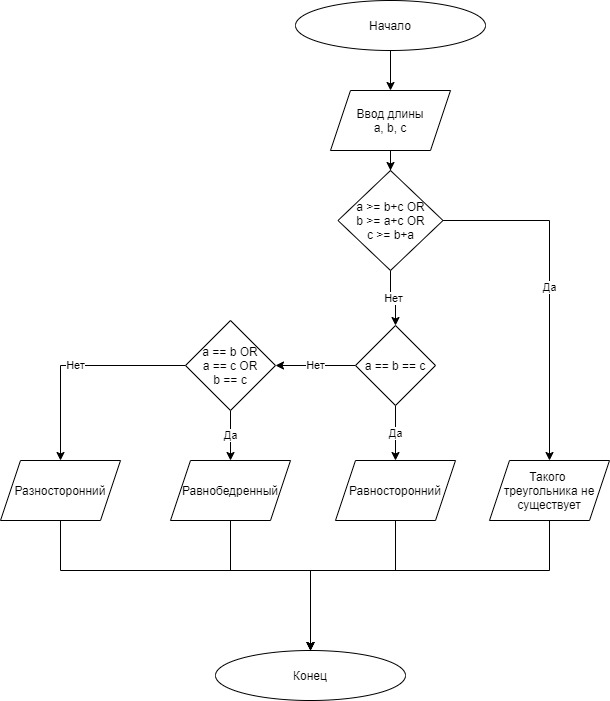 Начало
Ввод длины
a, b, c
a >= b+c OR
b >= a+c OR
c >= b+a
Да
Нет
a == b OR
a == c OR
b == c
Нет
Нет
a == b == c
Да
Да
Разносторонний
Равнобедренный
Равносторонний
Такого
треугольника не
существует
Конец